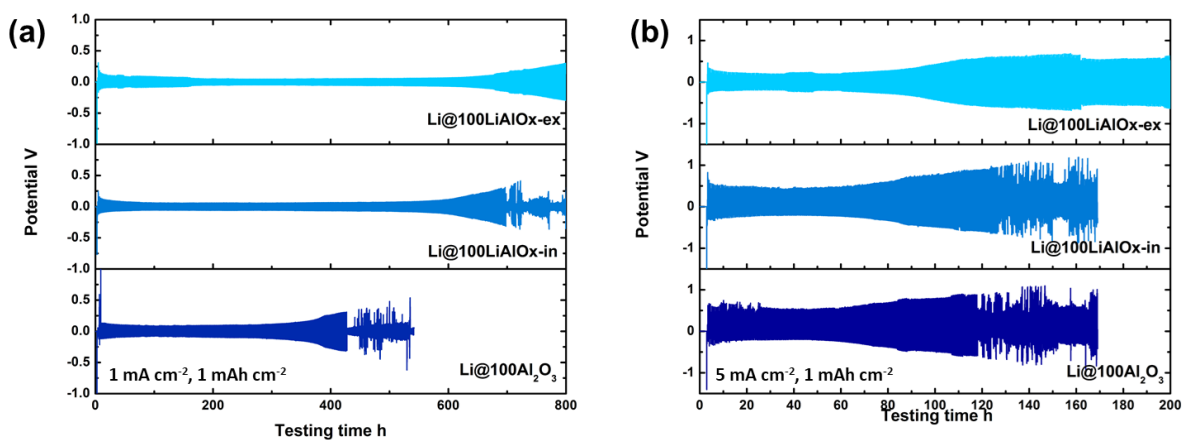 (a)
1.0
0.5
0.0
-0.5
-1.0
Li@100LiAlOx-ex
0.5
0.0
-0.5
-1.0
Li@100LiAlOx-in
0.5
0.0
-0.5
Li@100Al₂O₃
1 mA cm⁻², 1 mAh cm⁻²
0 200 400 600 800
Testing time h
Potential V
(b)
1
0
-1
Li@100LiAlOx-ex
1
0
-1
Li@100LiAlOx-in
1
0
-1
Li@100Al₂O₃
5 mA cm⁻², 1 mAh cm⁻²
0 20 40 60 80 100 120 140 160 180 200
Testing time h
Potential V